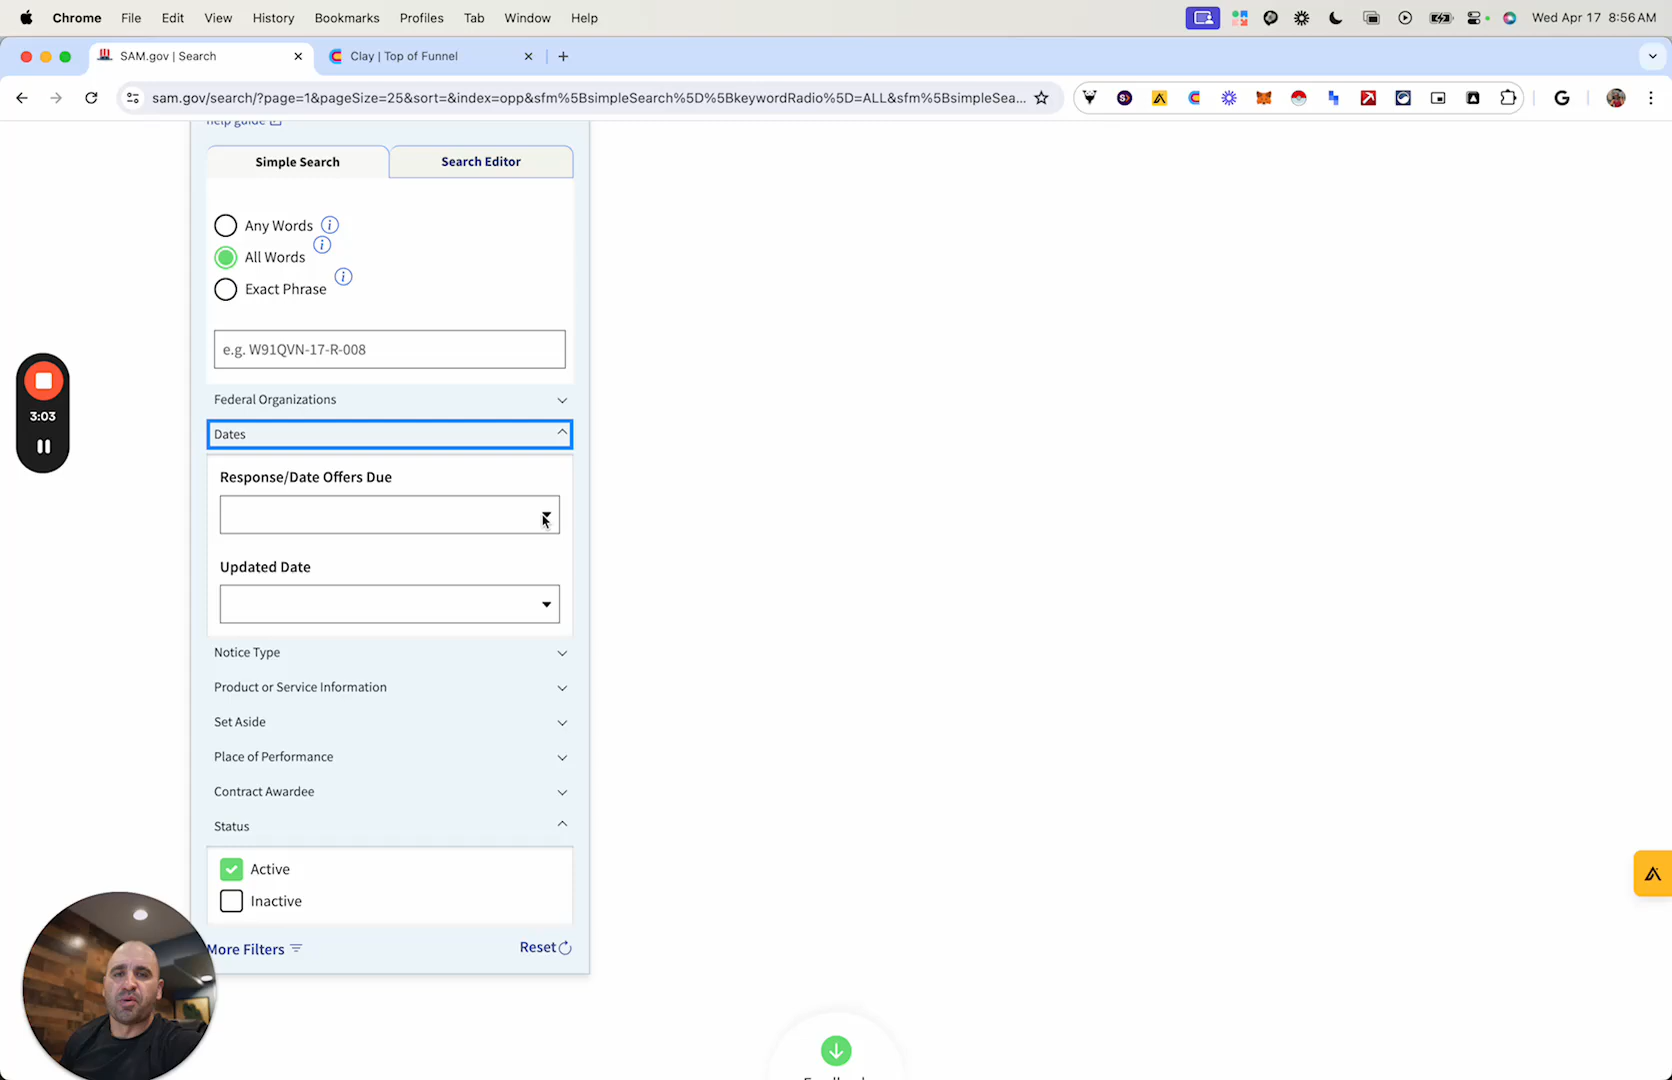 Chrome File Edit View History Bookmarks Profiles Tab Window Help
Wed Apr 17 8:56 AM
SAM.gov | Search
Clay | Top of Funnel
sam.gov/search/?page=1&pageSize=25&sort=&index=opp&sfm%5BsimpleSearch%5D%5BkeywordRadio%5D=ALL&sfm%5BsimpleSea...
help guide
Simple Search
Search Editor
Any Words
All Words
Exact Phrase
e.g. W91QVN-17-R-008
3:03
Federal Organizations
Dates
Response/Date Offers Due
Updated Date
Notice Type
Product or Service Information
Set Aside
Place of Performance
Contract Awardee
Status
Active
Inactive
More Filters
Reset